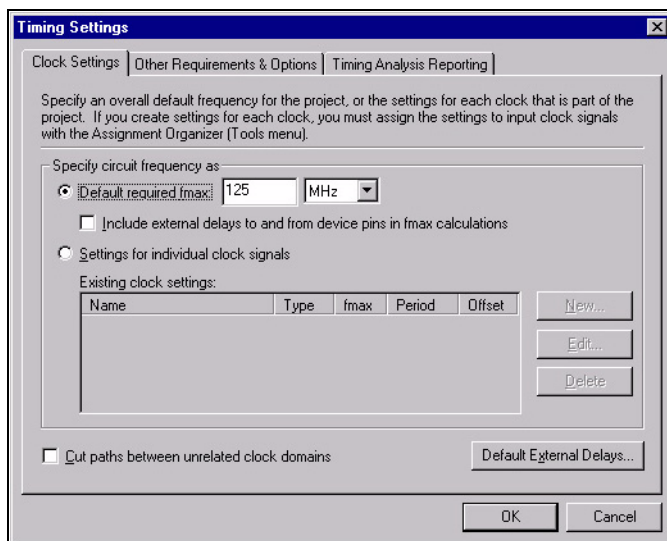 Timing Settings
Clock Settings Other Requirements & Options Timing Analysis Reporting
Specify an overall default frequency for the project, or the settings for each clock that is part of the
project. If you create settings for each clock, you must assign the settings to input clock signals
with the Assignment Organizer (Tools menu).
Specify circuit frequency as
Default required fmax: 125 MHz
Include external delays to and from device pins in fmax calculations
Settings for individual clock signals
Existing clock settings:
Name Type fmax Period Offset
New...
Edit...
Delete
Cut paths between unrelated clock domains
Default External Delays...
OK Cancel